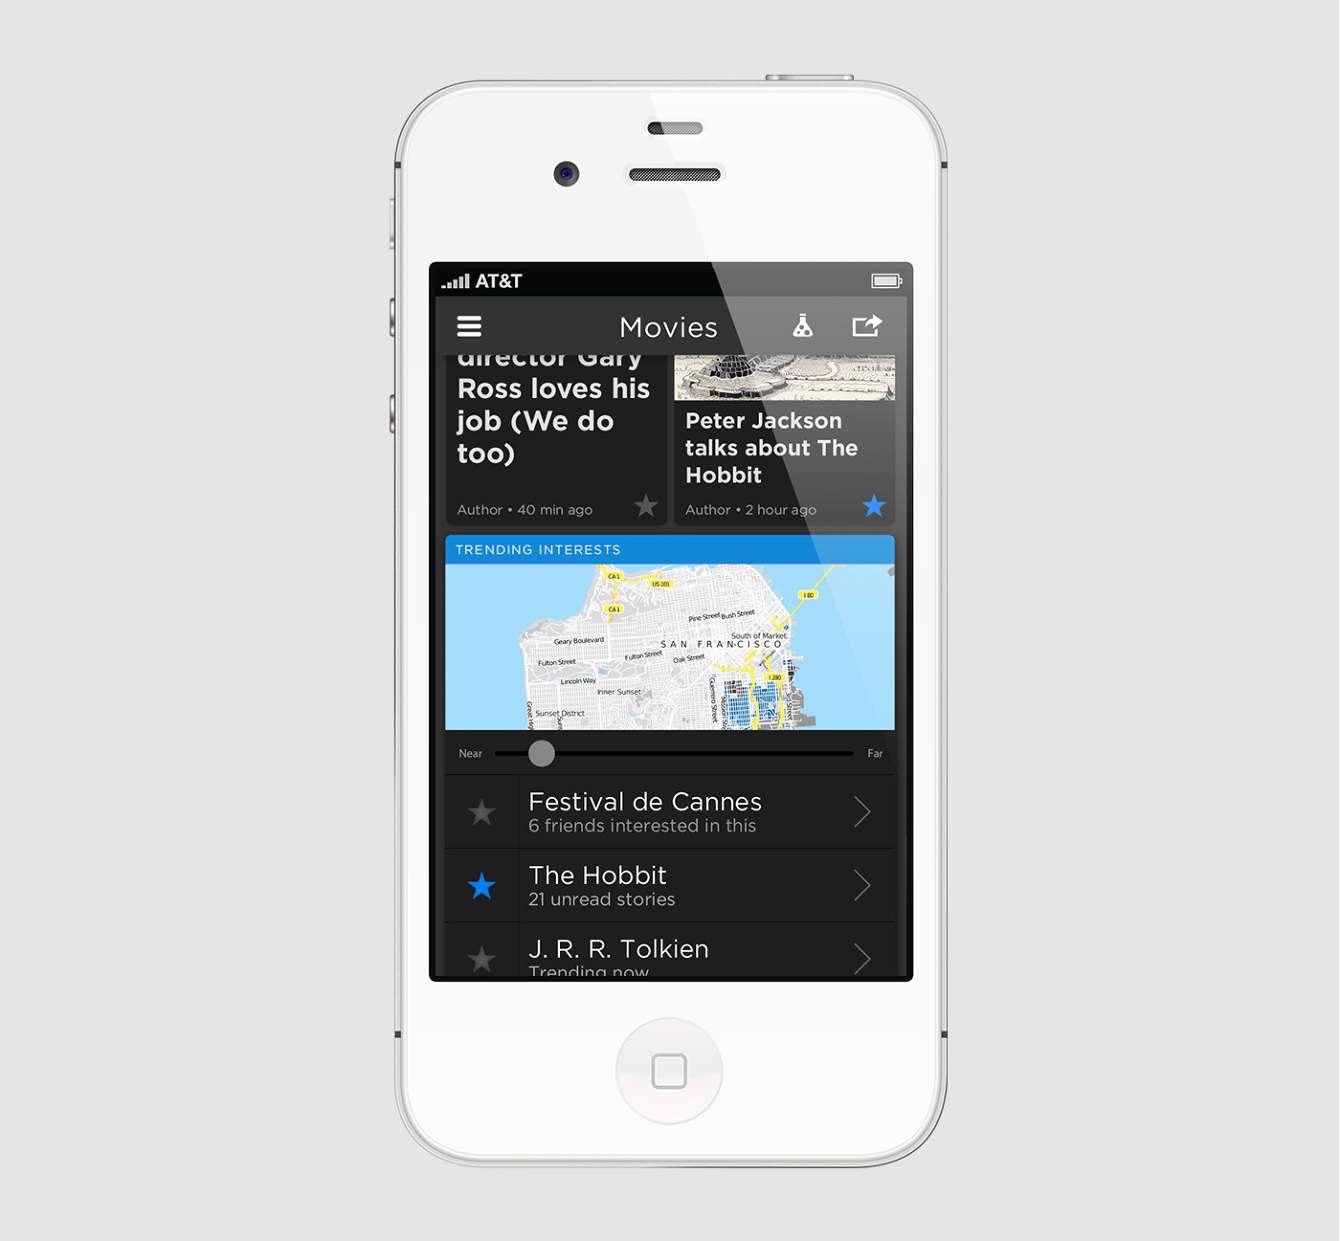 AT&T
Movies
director Gary
Ross loves his
job (We do
too)
Author • 40 min ago
Peter Jackson
talks about The
Hobbit
Author • 2 hour ago
TRENDING INTERESTS
CA 1
US 101
I 80
CA 1
Pine Street
Bush Street
Geary Boulevard
South of Market
SAN FRANCISCO
Fulton Street
Fulton Street
Oak Street
Lincoln Way
I 280
Inner Sunset
Guerrero Street
Sunset District
Near
Far
Festival de Cannes
6 friends interested in this
The Hobbit
21 unread stories
J. R. R. Tolkien
Trending now